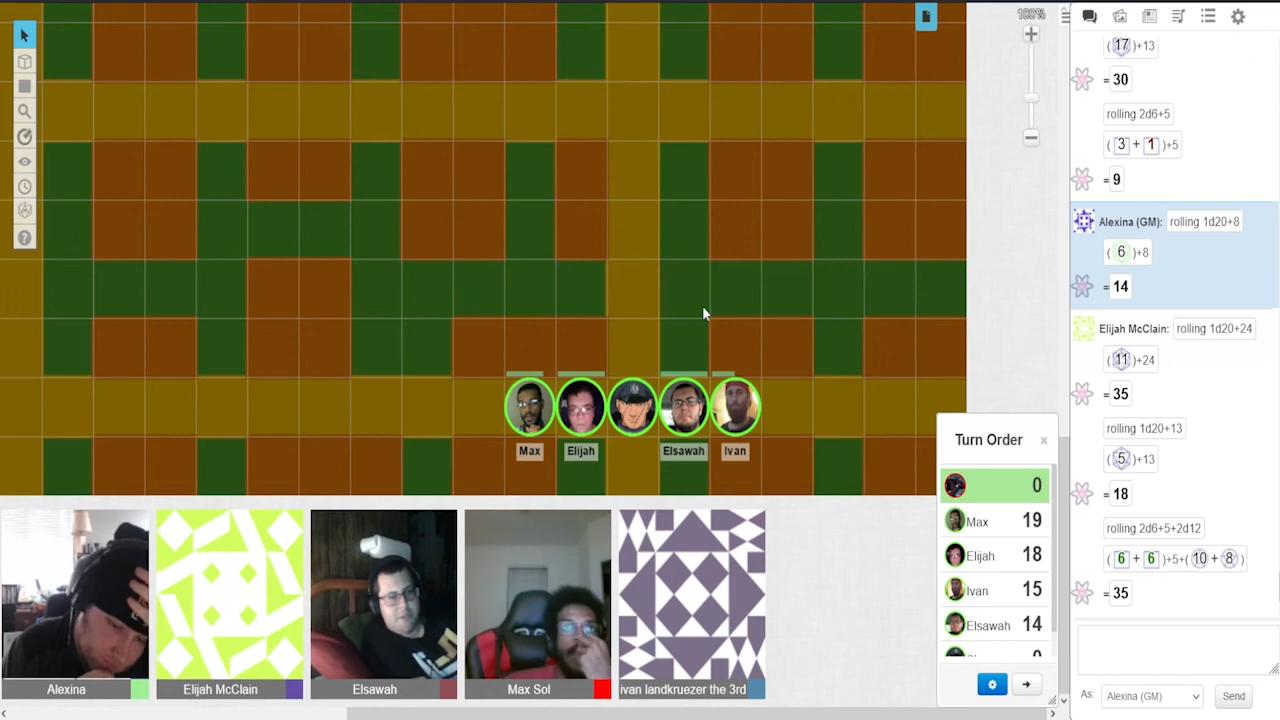 100%
(17)+13
=30
rolling 2d6+5
(3+1)+5
=9
Alexina (GM): rolling 1d20+8
(6)+8
=14
Elijah McClain: rolling 1d20+24
(11)+24
=35
rolling 1d20+13
(5)+13
=18
rolling 2d6+5+2d12
(6+6)+5+(10+8)
=35
As: Alexina (GM) Send
Max Elijah Elsawah Ivan
Turn Order ×
0
Max 19
Elijah 18
Ivan 15
Elsawah 14
Alexina Elijah McClain Elsawah Max Sol ivan landkruezer the 3rd